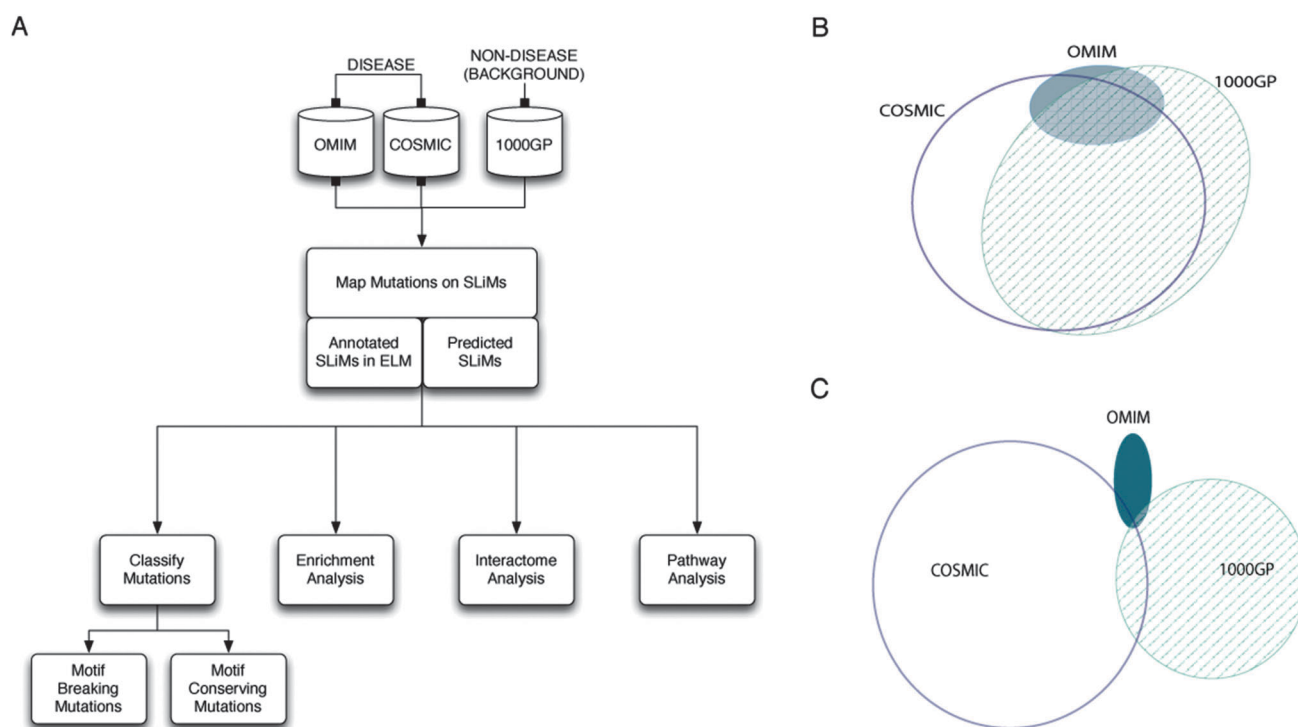 A
DISEASE
NON-DISEASE
(BACKGROUND)
OMIM
COSMIC
1000GP
Map Mutations on SLiMs
Annotated
SLiMs in ELM
Predicted
SLiMs
Classify
Mutations
Enrichment
Analysis
Interactome
Analysis
Pathway
Analysis
Motif
Breaking
Mutations
Motif
Conserving
Mutations
B
OMIM
1000GP
COSMIC
C
OMIM
COSMIC
1000GP